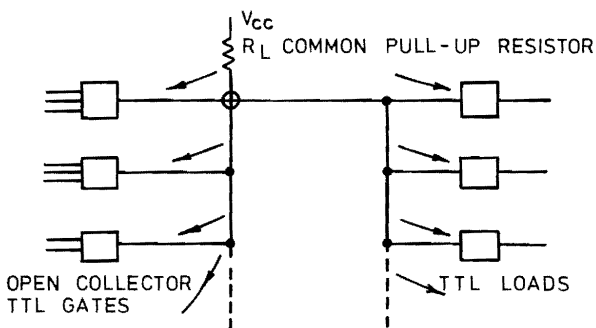 Vcc
RL COMMON PULL-UP RESISTOR
OPEN COLLECTOR
TTL GATES
TTL LOADS